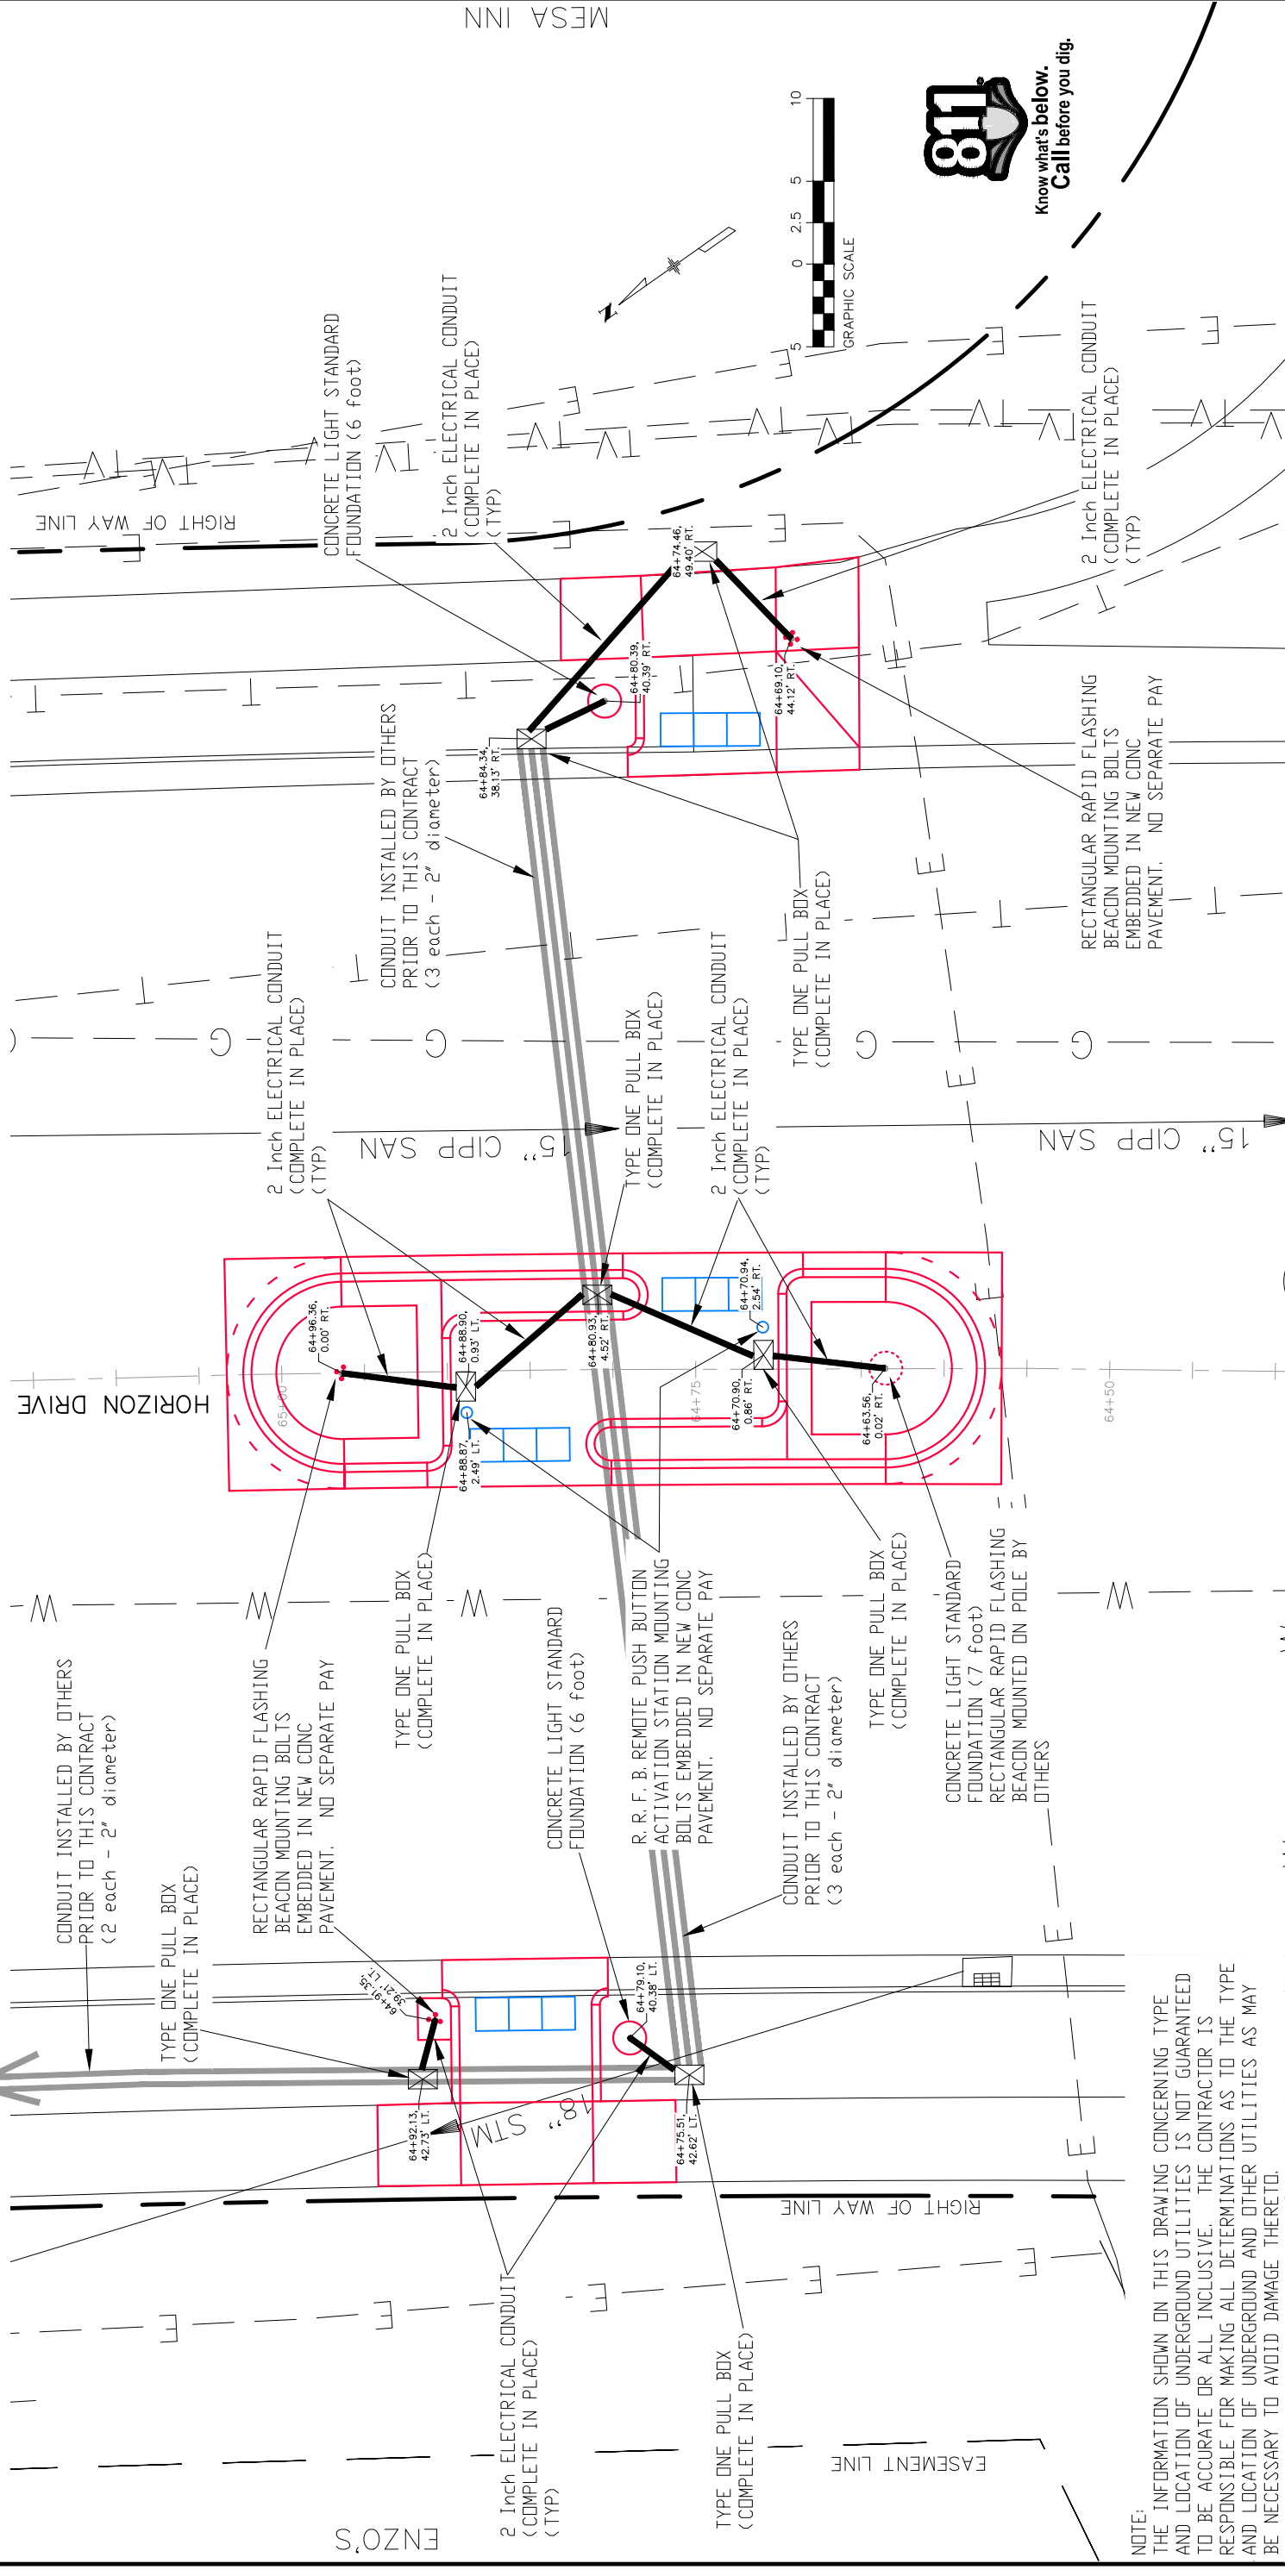 MESA INN
10
5
2.5
0
5
GRAPHIC SCALE
811
Know what's below.
Call before you dig.
N
CONCRETE LIGHT STANDARD
FOUNDATION (6 foot)
2 Inch ELECTRICAL CONDUIT
(COMPLETE IN PLACE)
(TYP)
2 Inch ELECTRICAL CONDUIT
(COMPLETE IN PLACE)
(TYP)
RIGHT OF WAY LINE
64+74.46,
49.40' RT.
64+80.39,
40.39' RT.
64+69.10,
44.12' RT.
64+84.34,
38.13' RT.
CONDUIT INSTALLED BY OTHERS
PRIOR TO THIS CONTRACT
(3 each - 2" diameter)
RECTANGULAR RAPID FLASHING
BEACON MOUNTING BOLTS
EMBEDDED IN NEW CONC
PAVEMENT. NO SEPARATE PAY
TYPE ONE PULL BOX
(COMPLETE IN PLACE)
2 Inch ELECTRICAL CONDUIT
(COMPLETE IN PLACE)
(TYP)
TYPE ONE PULL BOX
(COMPLETE IN PLACE)
2 Inch ELECTRICAL CONDUIT
(COMPLETE IN PLACE)
(TYP)
15" CIPP SAN
15" CIPP SAN
HORIZON DRIVE
65+00
64+75
64+50
64+96.36,
0.00' RT.
64+88.90,
0.93' LT.
64+80.93,
4.52' RT.
64+70.94,
2.54' RT.
64+88.87,
2.49' LT.
64+70.90,
0.86' RT.
64+63.56,
0.02' RT.
CONDUIT INSTALLED BY OTHERS
PRIOR TO THIS CONTRACT
(2 each - 2" diameter)
TYPE ONE PULL BOX
(COMPLETE IN PLACE)
RECTANGULAR RAPID FLASHING
BEACON MOUNTING BOLTS
EMBEDDED IN NEW CONC
PAVEMENT. NO SEPARATE PAY
TYPE ONE PULL BOX
(COMPLETE IN PLACE)
CONCRETE LIGHT STANDARD
FOUNDATION (6 foot)
R.R.F.B. REMOTE PUSH BUTTON
ACTIVATION STATION MOUNTING
BOLTS EMBEDDED IN NEW CONC
PAVEMENT. NO SEPARATE PAY
CONDUIT INSTALLED BY OTHERS
PRIOR TO THIS CONTRACT
(3 each - 2" diameter)
TYPE ONE PULL BOX
(COMPLETE IN PLACE)
CONCRETE LIGHT STANDARD
FOUNDATION (7 foot)
RECTANGULAR RAPID FLASHING
BEACON MOUNTED ON POLE BY
OTHERS
64+91.35,
39.21' LT.
64+79.10,
40.38' LT.
64+92.13,
42.73' LT.
64+75.51,
42.62' LT.
18" STM
RIGHT OF WAY LINE
2 Inch ELECTRICAL CONDUIT
(COMPLETE IN PLACE)
(TYP)
TYPE ONE PULL BOX
(COMPLETE IN PLACE)
EASEMENT LINE
ENZO'S
NOTE:
THE INFORMATION SHOWN ON THIS DRAWING CONCERNING TYPE
AND LOCATION OF UNDERGROUND UTILITIES IS NOT GUARANTEED
TO BE ACCURATE OR ALL INCLUSIVE. THE CONTRACTOR IS
RESPONSIBLE FOR MAKING ALL DETERMINATIONS AS TO THE TYPE
AND LOCATION OF UNDERGROUND AND OTHER UTILITIES AS MAY
BE NECESSARY TO AVOID DAMAGE THERETO.